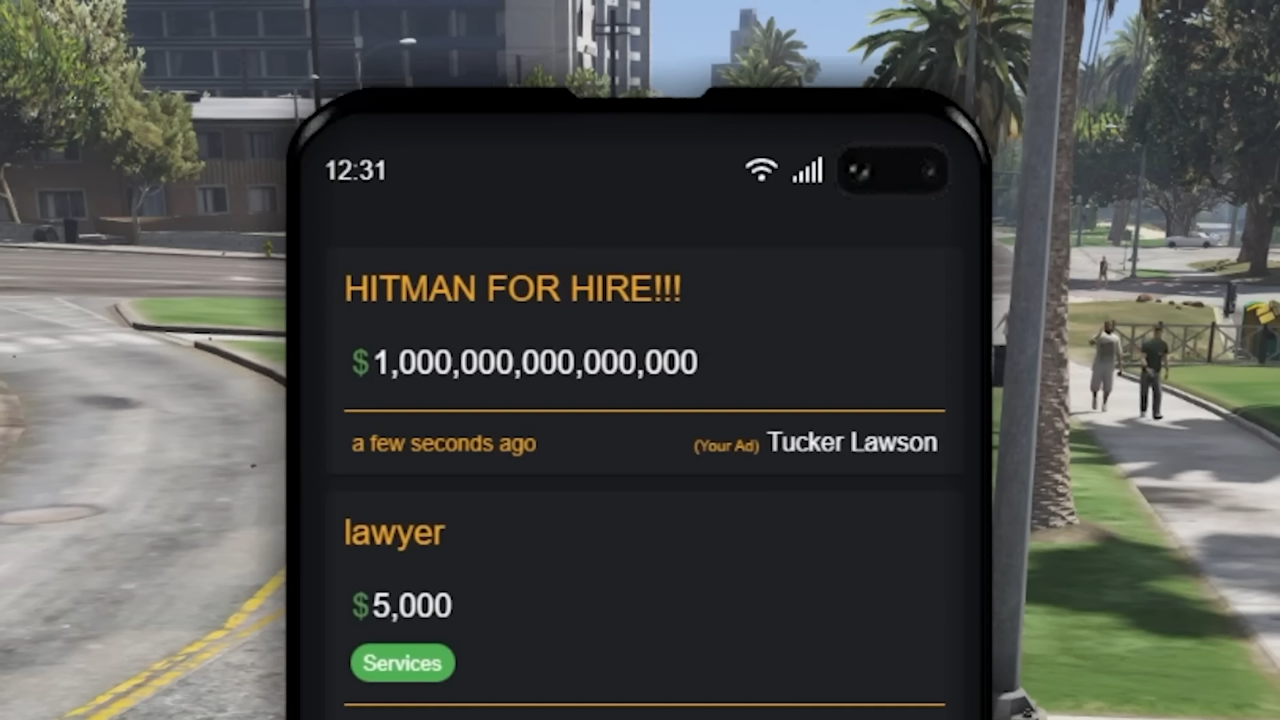 12:31
HITMAN FOR HIRE!!!
$1,000,000,000,000,000
a few seconds ago (Your Ad) Tucker Lawson
lawyer
$5,000
Services